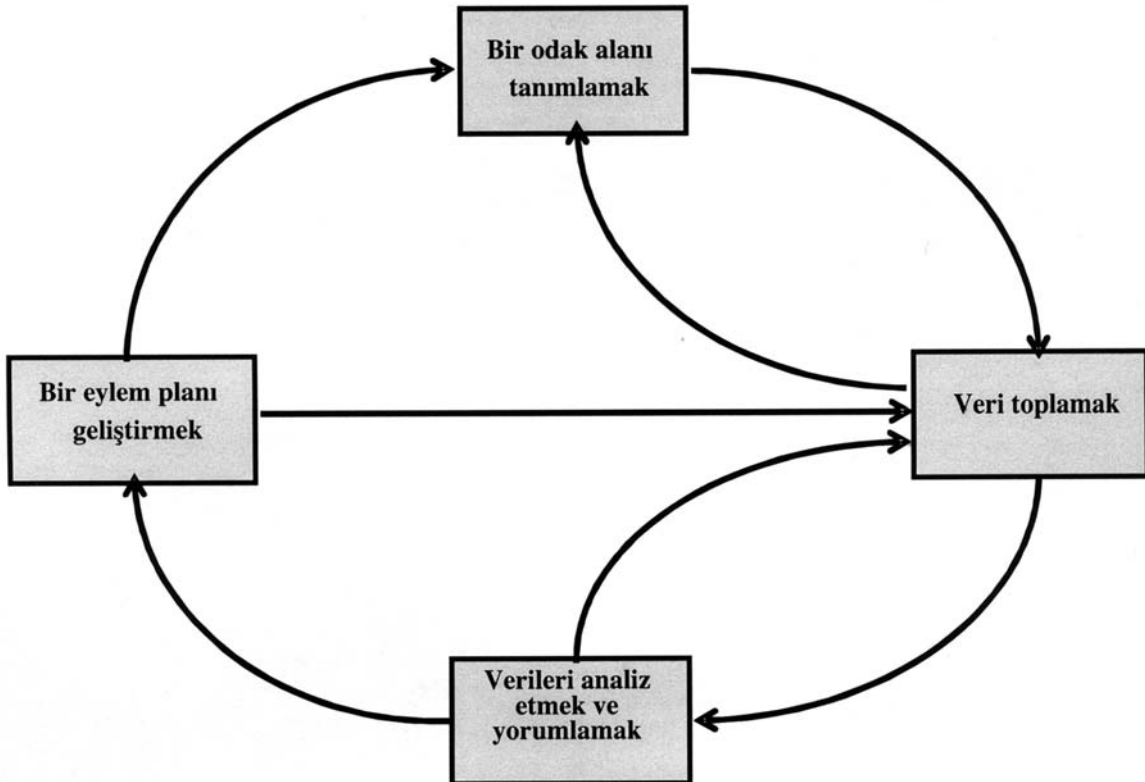 Bir odak alanı
tanımlamak
Bir eylem planı
geliştirmek
Veri toplamak
Verileri analiz
etmek ve
yorumlamak